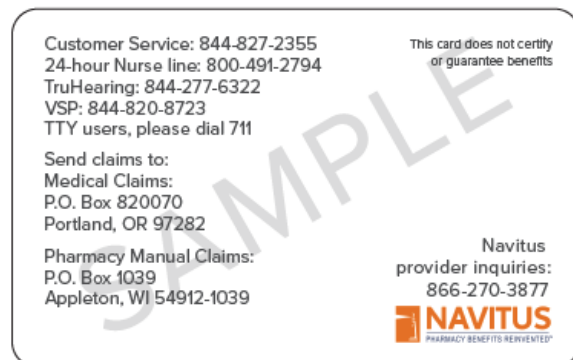 Customer Service: 844-827-2355
24-hour Nurse line: 800-491-2794
TruHearing: 844-277-6322
VSP: 844-820-8723
TTY users, please dial 711
Send claims to:
Medical Claims:
P.O. Box 820070
Portland, OR 97282
Pharmacy Manual Claims:
P.O. Box 1039
Appleton, WI 54912-1039
This card does not certify
or guarantee benefits
SAMPLE
Navitus
provider inquiries:
866-270-3877
NAVITUS
PHARMACY BENEFITS REINVENTED™